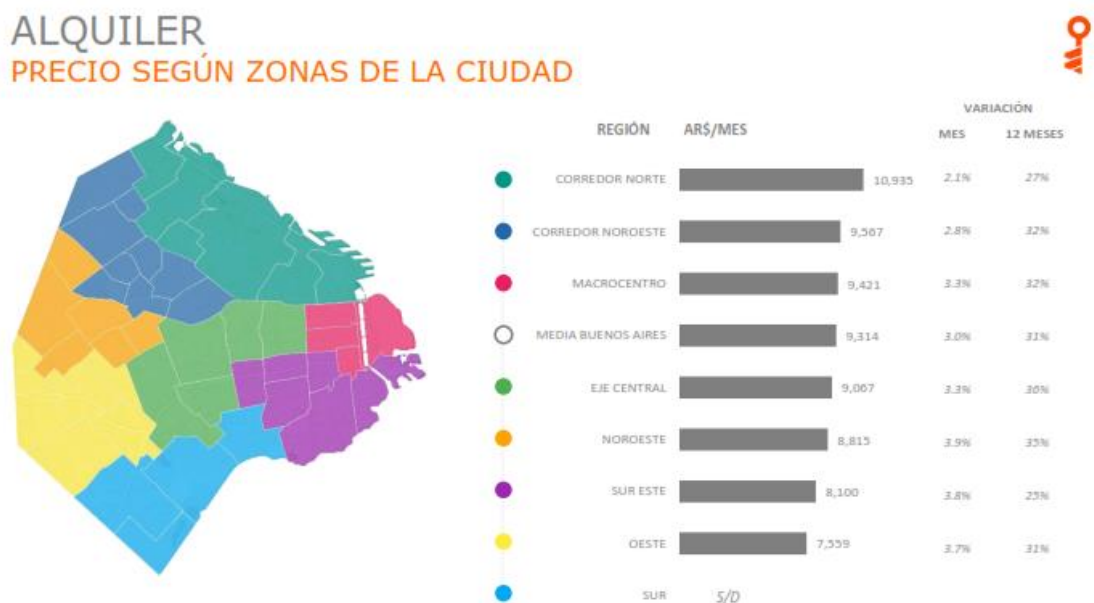 ALQUILER
PRECIO SEGÚN ZONAS DE LA CIUDAD
VARIACIÓN
REGIÓN AR$/MES MES 12 MESES
CORREDOR NORTE 10,935 2.1% 27%
CORREDOR NOROESTE 9,567 2.8% 32%
MACROCENTRO 9,421 3.3% 32%
MEDIA BUENOS AIRES 9,314 3.0% 31%
EJE CENTRAL 9,067 3.3% 36%
NOROESTE 8,815 3.9% 35%
SUR ESTE 8,100 3.8% 25%
OESTE 7,559 3.7% 31%
SUR S/D